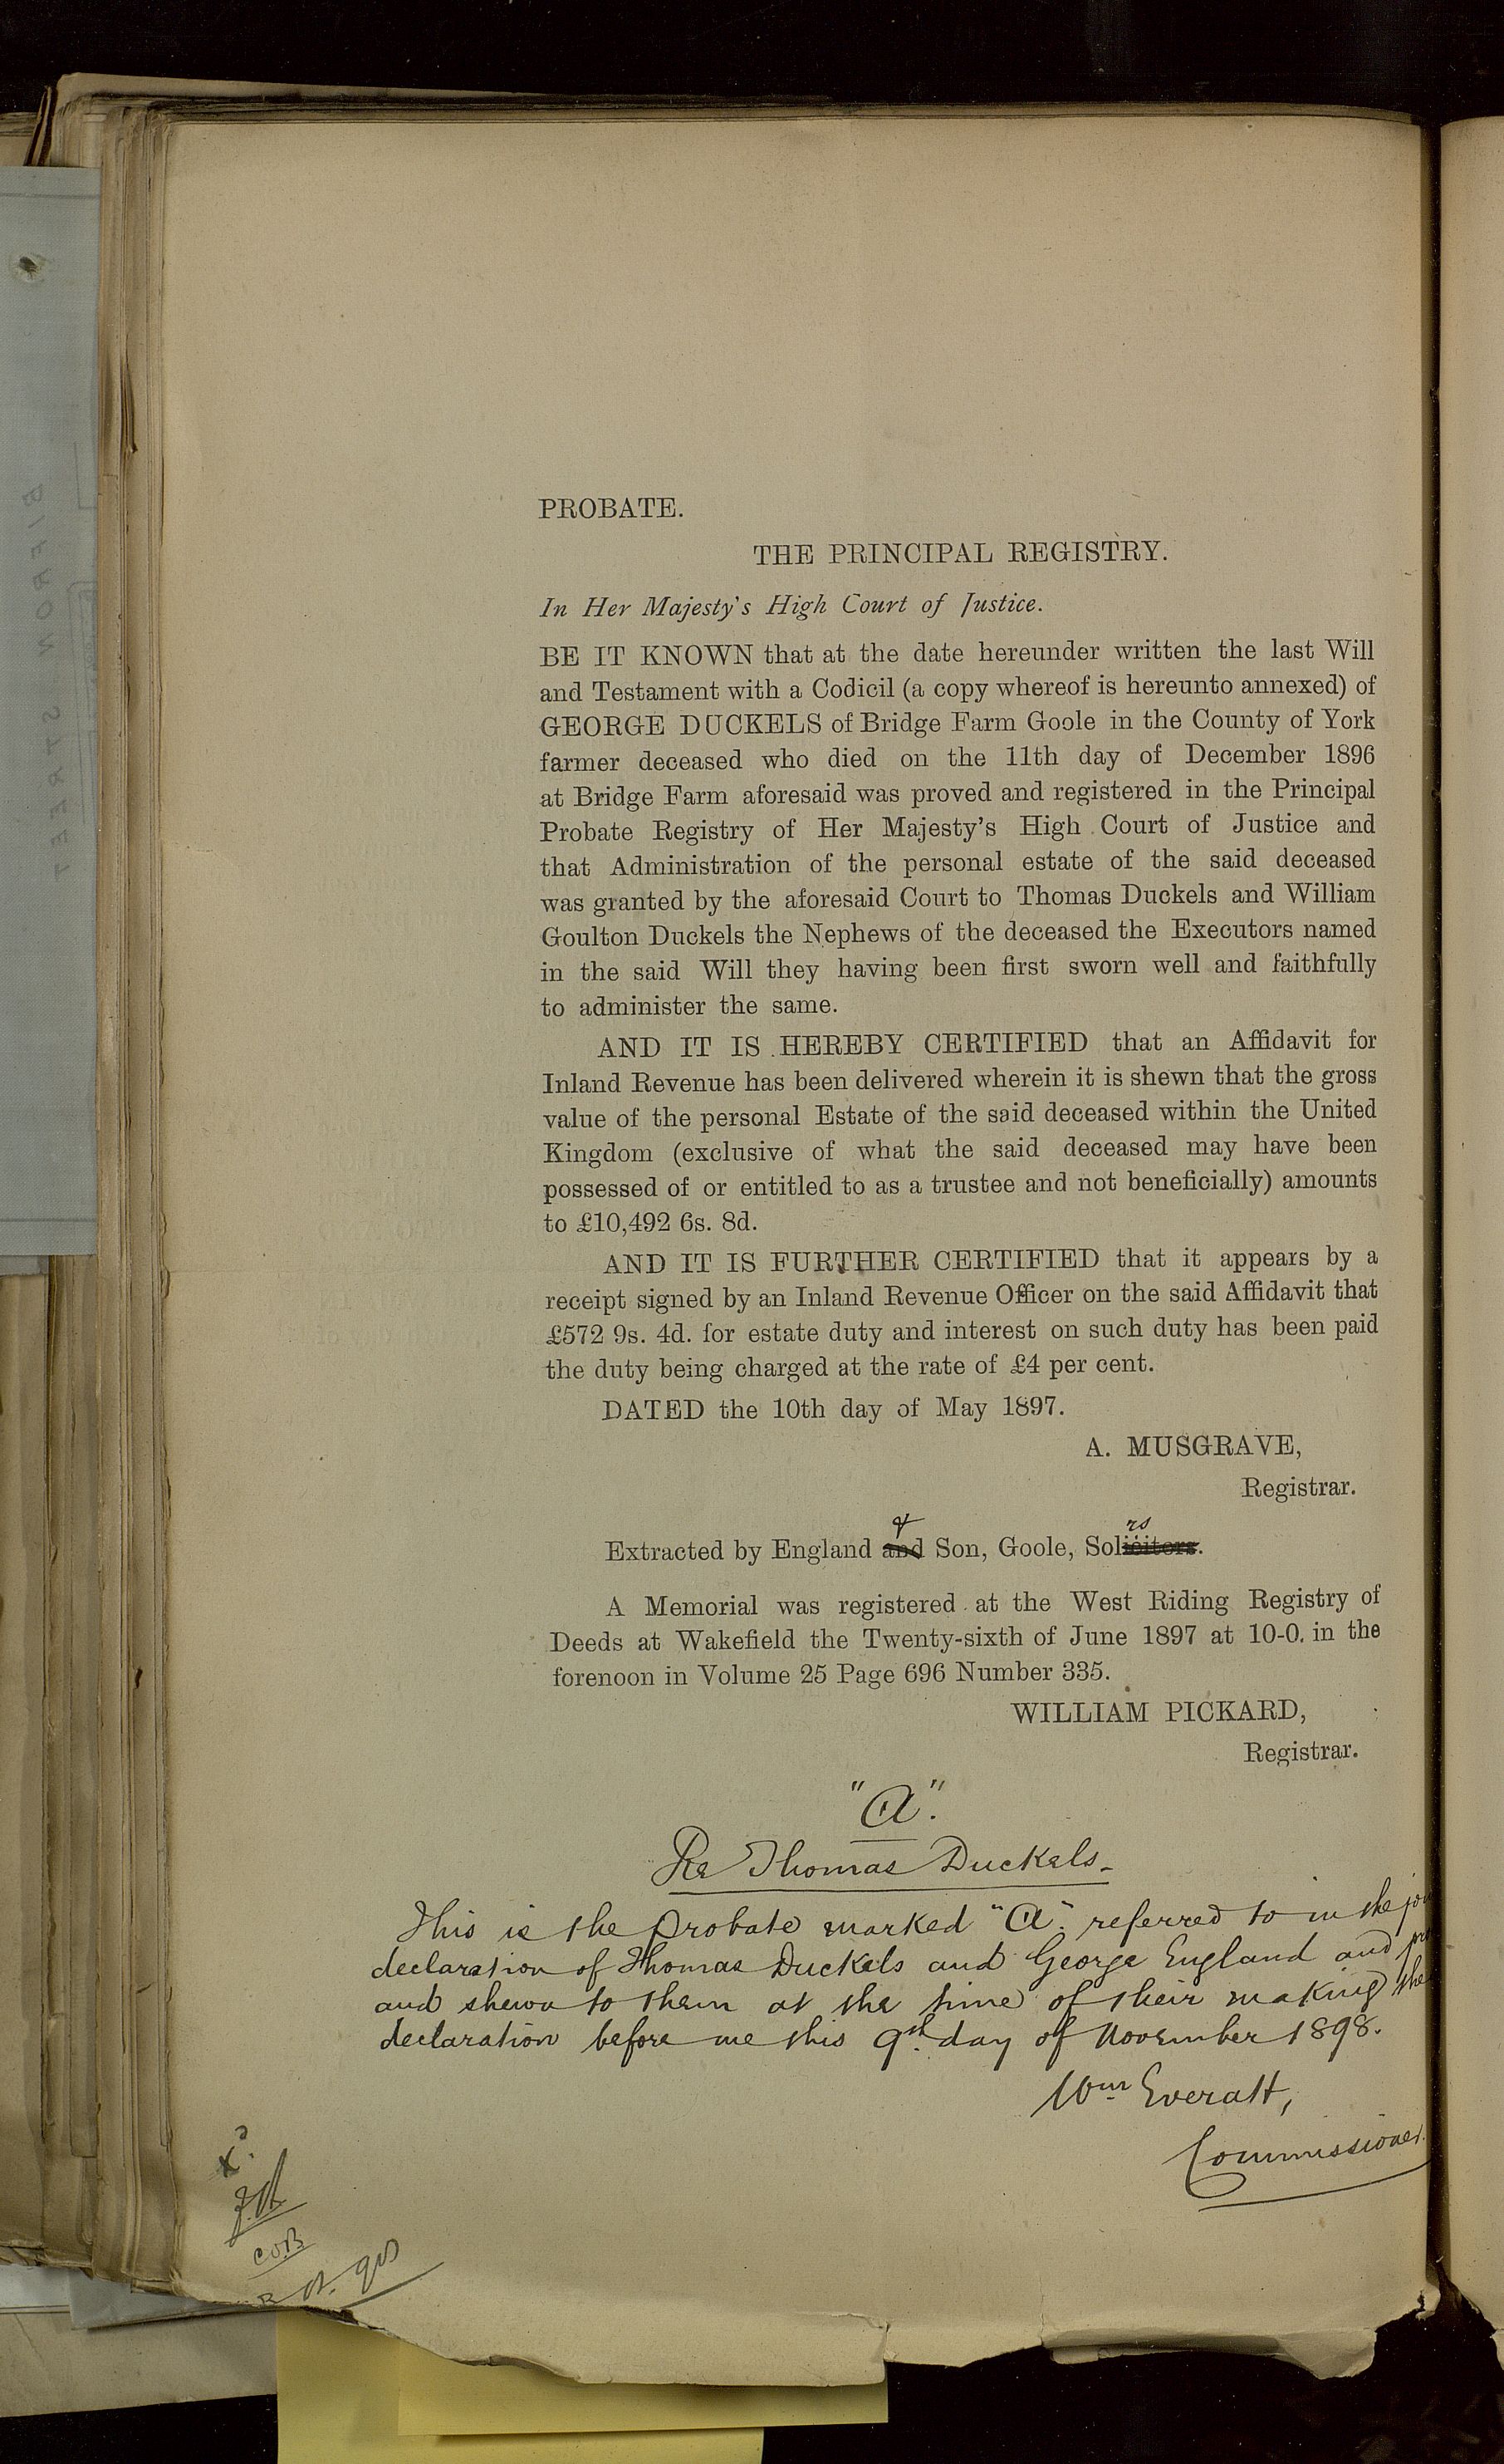 PROBATE.
THE PRINCIPAL REGISTRY.
In Her Majesty's High Court of Justice.
BE IT KNOWN that at the date hereunder written the last Will
and Testament with a Codicil (a copy whereof is hereunto annexed) of
GEORGE DUCKELS of Bridge Farm Goole in the County of York
farmer deceased who died on the 11th day of December 1896
at Bridge Farm aforesaid was proved and registered in the Principal
Probate Registry of Her Majesty's High Court of Justice and
that Administration of the personal estate of the said deceased
was granted by the aforesaid Court to Thomas Duckels and William
Goulton Duckels the Nephews of the deceased the Executors named
in the said Will they having been first sworn well and faithfully
to administer the same.
AND IT IS HEREBY CERTIFIED that an Affidavit for
Inland Revenue has been delivered wherein it is shewn that the gross
value of the personal Estate of the said deceased within the United
Kingdom (exclusive of what the said deceased may have been
possessed of or entitled to as a trustee and not beneficially) amounts
to £10,492 6s. 8d.
AND IT IS FURTHER CERTIFIED that it appears by a
receipt signed by an Inland Revenue Officer on the said Affidavit that
£572 9s. 4d. for estate duty and interest on such duty has been paid
the duty being charged at the rate of £4 per cent.
DATED the 10th day of May 1897.
A. MUSGRAVE,
Registrar.
& rs
Extracted by England and Son, Goole, Solicitors.
A Memorial was registered at the West Riding Registry of
Deeds at Wakefield the Twenty-sixth of June 1897 at 10-0. in the
forenoon in Volume 25 Page 696 Number 335.
WILLIAM PICKARD,
Registrar.
"A".
Re Thomas Duckels.
This is the Probate marked "A". referred to in the
declaration of Thomas Duckels and George England and
and shewn to them at the time of their making the
declaration before me this 9th. day of November 1898.
Wm Everatt,
Commissioner.